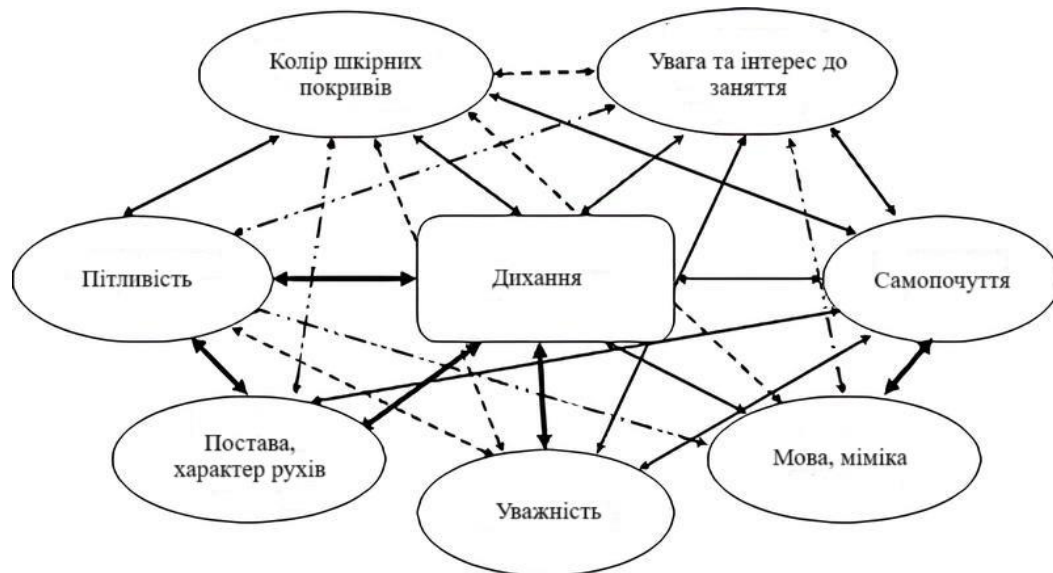 Колір шкірних
покривів
Увага та інтерес до
заняття
Пітливість
Дихання
Самопочуття
Постава,
характер рухів
Уважність
Мова, міміка